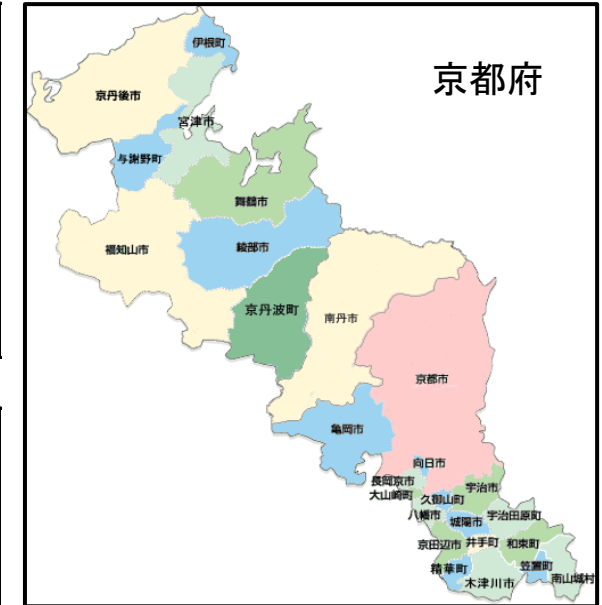 京都府
伊根町
京丹後市
宮津市
与謝野町
舞鶴市
福知山市
綾部市
京丹波町
南丹市
京都市
亀岡市
向日市
長岡京市
大山崎町
宇治市
久御山町
八幡市
宇治田原町
城陽市
京田辺市
井手町
和束町
精華町
笠置町
木津川市
南山城村